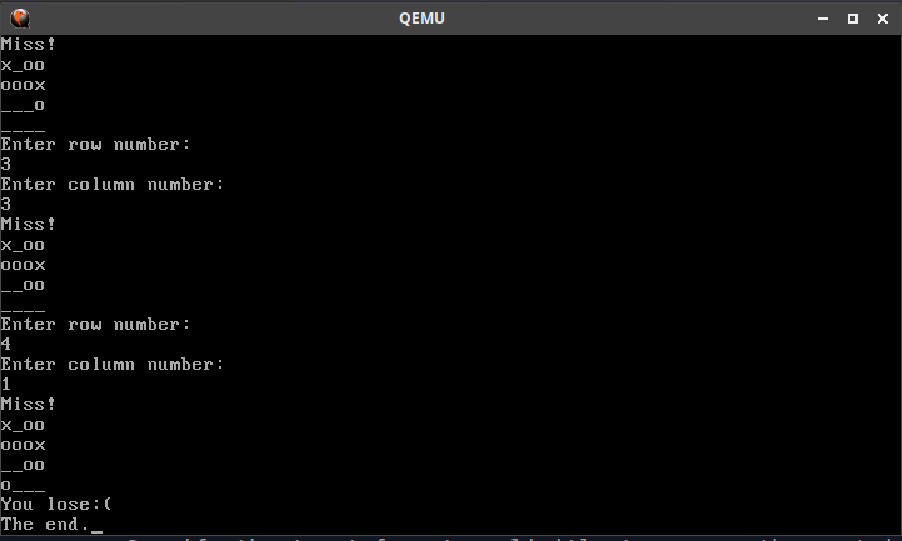 QEMU
Miss!
x_oo
ooox
___o
____
Enter row number:
3
Enter column number:
3
Miss!
x_oo
ooox
__oo
____
Enter row number:
4
Enter column number:
1
Miss!
x_oo
ooox
__oo
o___
You lose:(
The end._